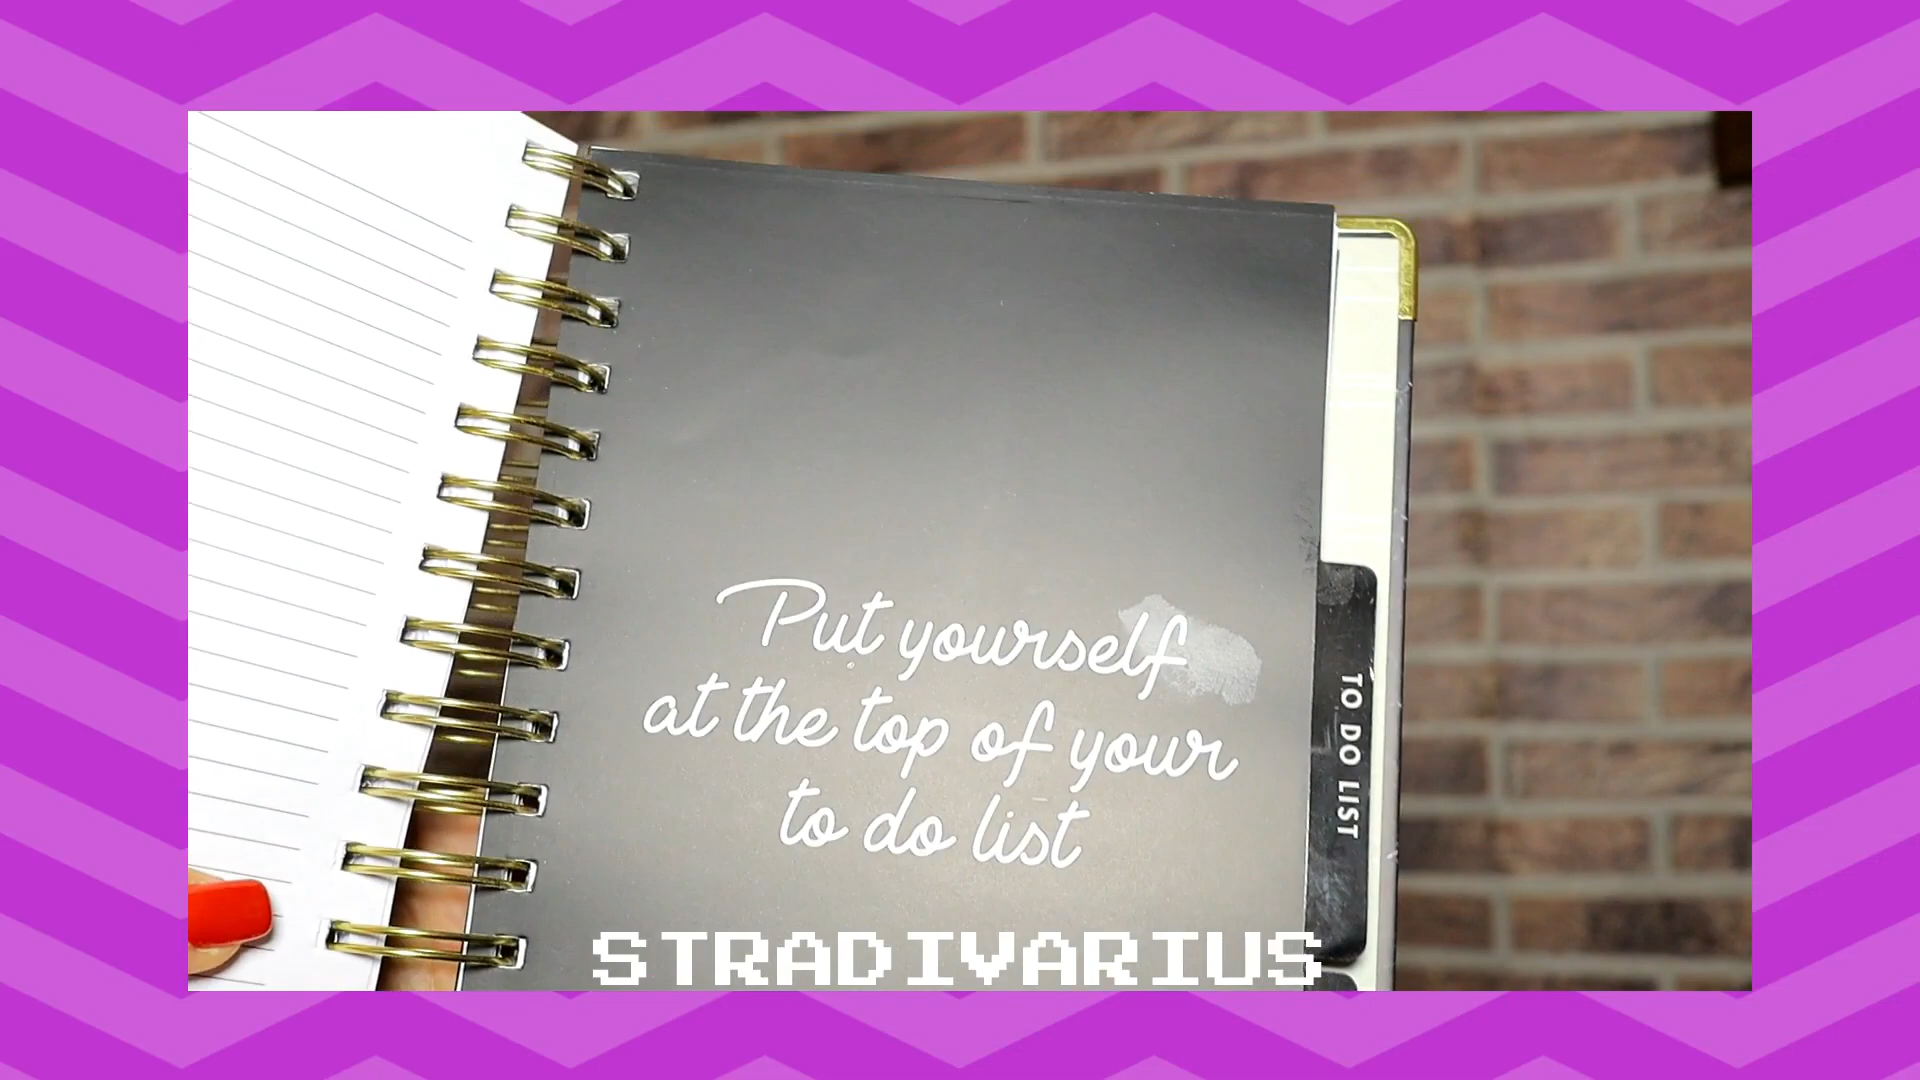 Put yourself
at the top of your
to do list
TO DO LIST
STRADIVARIUS